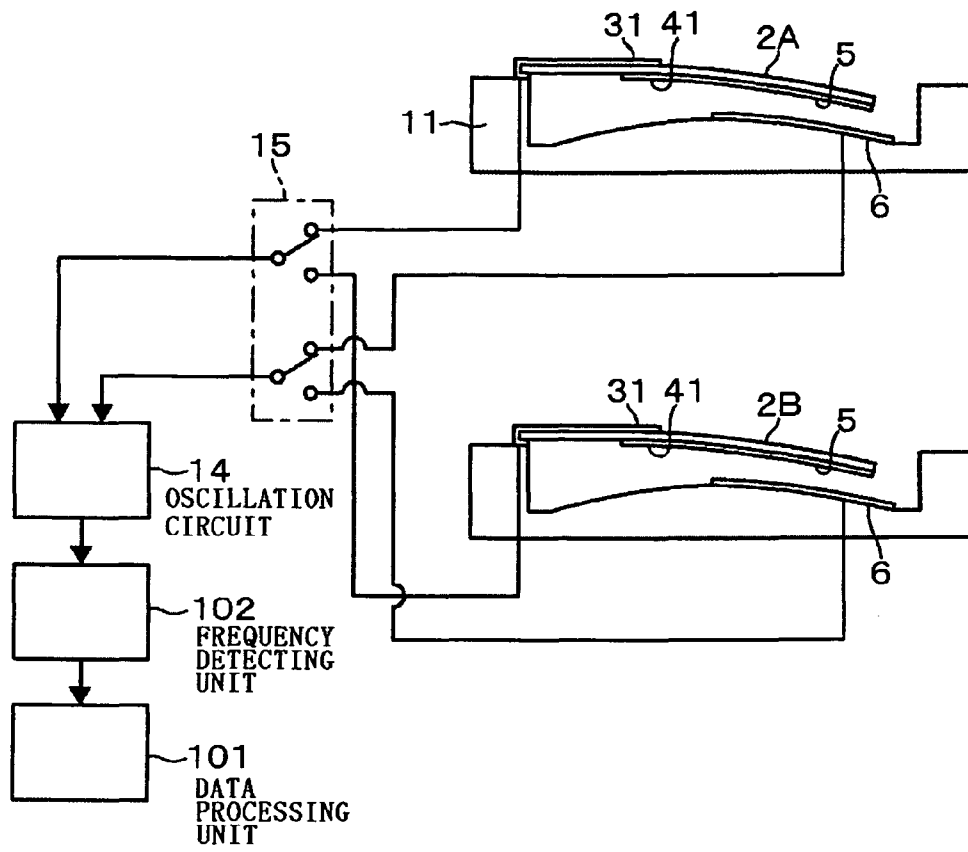 31 41 2A 5
11
15
6
31 41 2B 5
14
OSCILLATION
CIRCUIT
6
102
FREQUENCY
DETECTING
UNIT
101
DATA
PROCESSING
UNIT